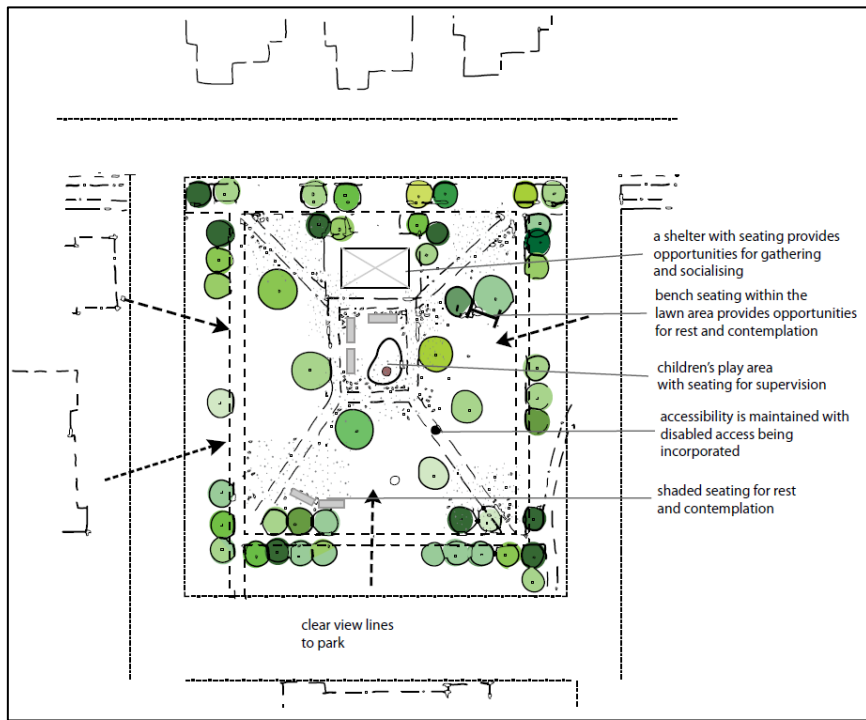 a shelter with seating provides
opportunities for gathering
and socialising
bench seating within the
lawn area provides opportunities
for rest and contemplation
children's play area
with seating for supervision
accessibility is maintained with
disabled access being
incorporated
shaded seating for rest
and contemplation
clear view lines
to park